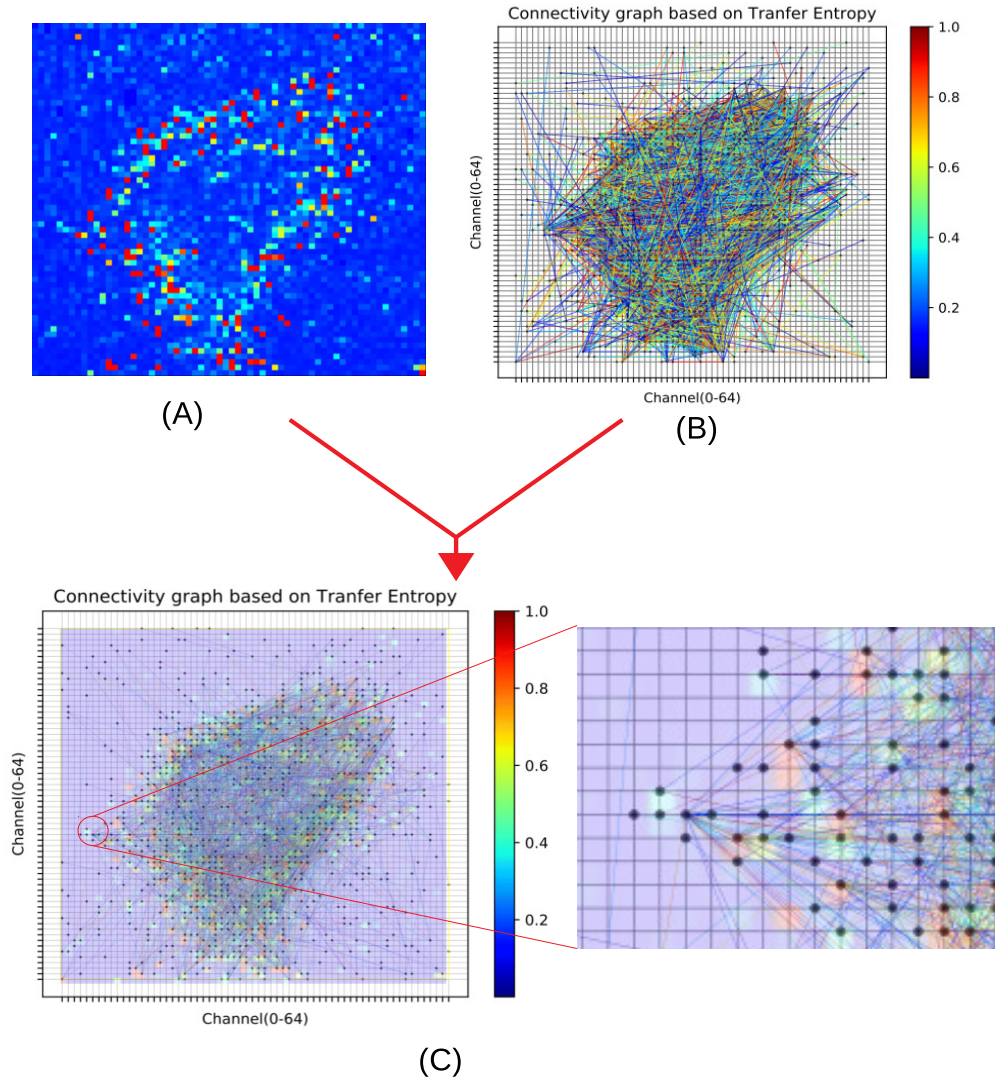 Connectivity graph based on Tranfer Entropy
1.0
0.8
0.6
0.4
0.2
Channel(0-64)
Channel(0-64)
(A)
(B)
Connectivity graph based on Tranfer Entropy
1.0
0.8
0.6
0.4
0.2
Channel(0-64)
Channel(0-64)
(C)